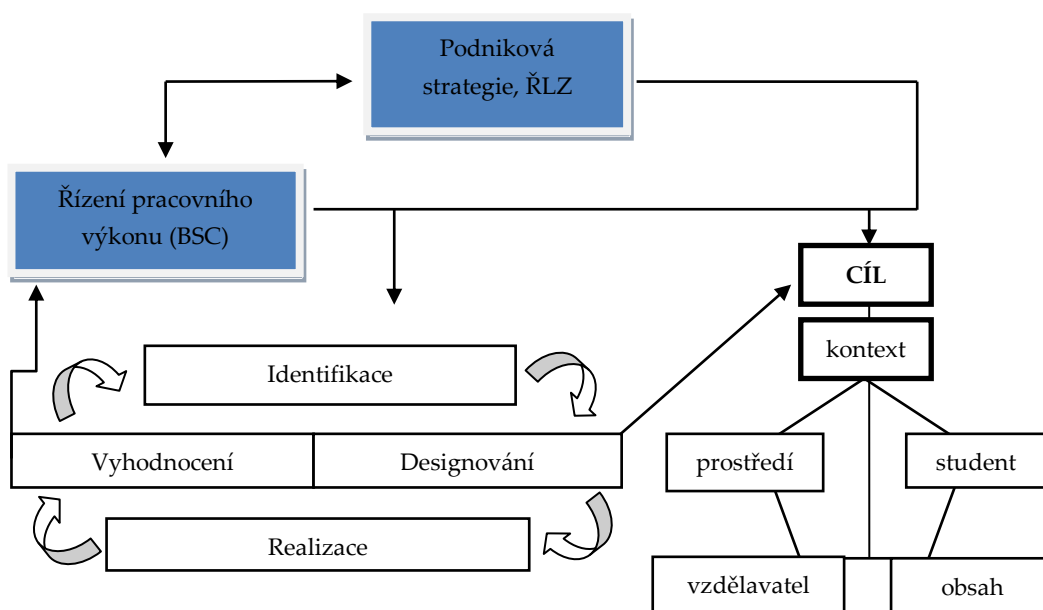 Podniková
strategie, ŘLZ
Řízení pracovního
výkonu (BSC)
CÍL
kontext
Identifikace
Vyhodnocení
Designování
prostředí
student
Realizace
vzdělavatel
obsah